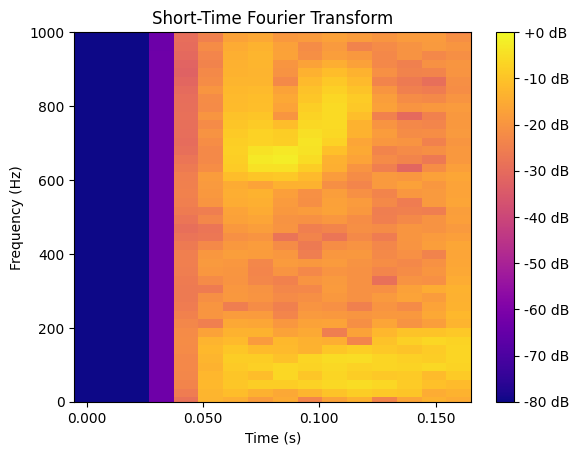 Short-Time Fourier Transform
1000
800
600
400
200
0
Frequency (Hz)
0.000
0.050
0.100
0.150
Time (s)
+0 dB
-10 dB
-20 dB
-30 dB
-40 dB
-50 dB
-60 dB
-70 dB
-80 dB